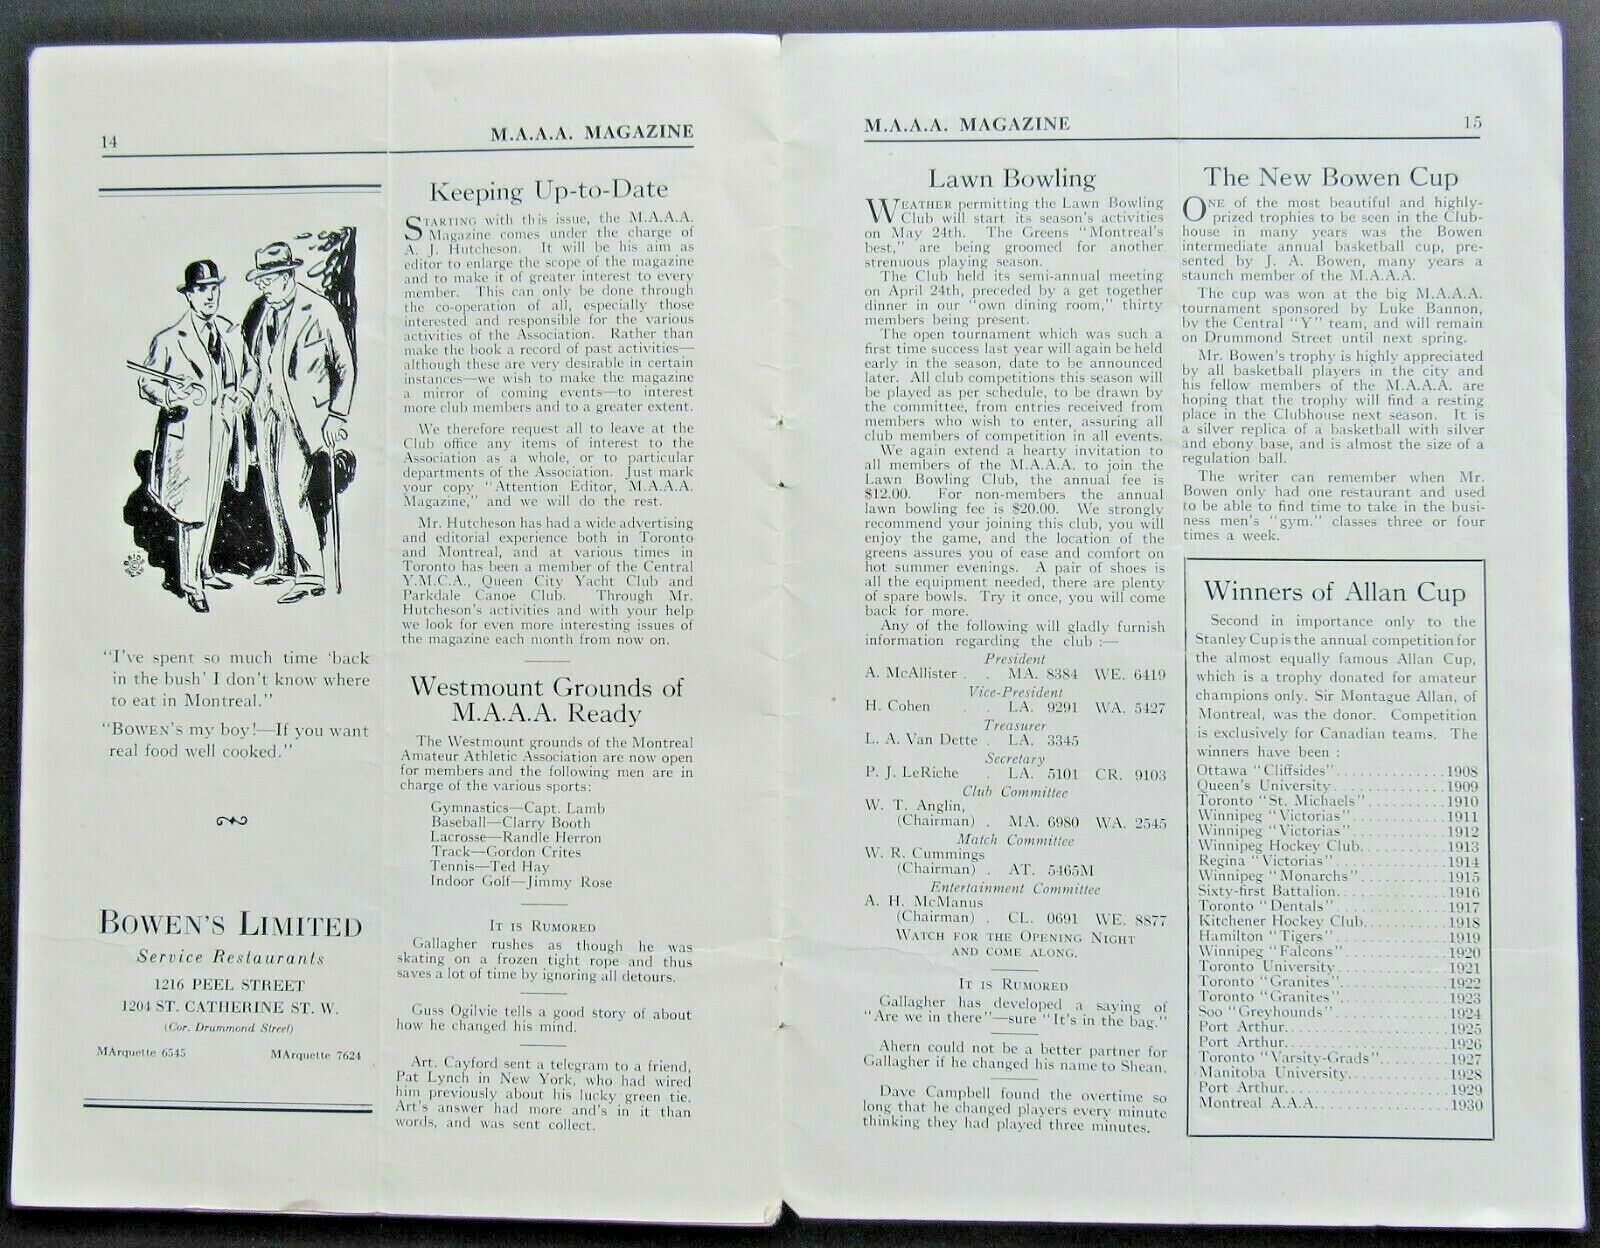 14
M.A.A.A. MAGAZINE
"I've spent so much time 'back
in the bush' I don't know where
to eat in Montreal."
"BOWEN'S my boy!—If you want
real food well cooked."
BOWEN'S LIMITED
Service Restaurants
1216 PEEL STREET
1204 ST. CATHERINE ST. W.
(Cor. Drummond Street)
MArquette 6545 MArquette 7624
Keeping Up-to-Date
STARTING with this issue, the M.A.A.A.
Magazine comes under the charge of
A. J. Hutcheson. It will be his aim as
editor to enlarge the scope of the magazine
and to make it of greater interest to every
member. This can only be done through
the co-operation of all, especially those
interested and responsible for the various
activities of the Association. Rather than
make the book a record of past activities—
although these are very desirable in certain
instances—we wish to make the magazine
a mirror of coming events—to interest
more club members and to a greater extent.
We therefore request all to leave at the
Club office any items of interest to the
Association as a whole, or to particular
departments of the Association. Just mark
your copy "Attention Editor, M.A.A.A.
Magazine," and we will do the rest.
Mr. Hutcheson has had a wide advertising
and editorial experience both in Toronto
and Montreal, and at various times in
Toronto has been a member of the Central
Y.M.C.A., Queen City Yacht Club and
Parkdale Canoe Club. Through Mr.
Hutcheson's activities and with your help
we look for even more interesting issues of
the magazine each month from now on.
Westmount Grounds of
M.A.A.A. Ready
The Westmount grounds of the Montreal
Amateur Athletic Association are now open
for members and the following men are in
charge of the various sports:
Gymnastics—Capt. Lamb
Baseball—Clarry Booth
Lacrosse—Randle Herron
Track—Gordon Crites
Tennis—Ted Hay
Indoor Golf—Jimmy Rose
IT IS RUMORED
Gallagher rushes as though he was
skating on a frozen tight rope and thus
saves a lot of time by ignoring all detours.
Guss Ogilvie tells a good story of about
how he changed his mind.
Art. Cayford sent a telegram to a friend,
Pat Lynch in New York, who had wired
him previously about his lucky green tie.
Art's answer had more and's in it than
words, and was sent collect.
M.A.A.A. MAGAZINE
15
Lawn Bowling
WEATHER permitting the Lawn Bowling
Club will start its season's activities
on May 24th. The Greens "Montreal's
best," are being groomed for another
strenuous playing season.
The Club held its semi-annual meeting
on April 24th, preceded by a get together
dinner in our "own dining room," thirty
members being present.
The open tournament which was such a
first time success last year will again be held
early in the season, date to be announced
later. All club competitions this season will
be played as per schedule, to be drawn by
the committee, from entries received from
members who wish to enter, assuring all
club members of competition in all events.
We again extend a hearty invitation to
all members of the M.A.A.A. to join the
Lawn Bowling Club, the annual fee is
$12.00. For non-members the annual
lawn bowling fee is $20.00. We strongly
recommend your joining this club, you will
enjoy the game, and the location of the
greens assures you of ease and comfort on
hot summer evenings. A pair of shoes is
all the equipment needed, there are plenty
of spare bowls. Try it once, you will come
back for more.
Any of the following will gladly furnish
information regarding the club :—
President
A. McAllister . . MA. 8384 WE. 6419
Vice-President
H. Cohen . . LA. 9291 WA. 5427
Treasurer
L. A. Van Dette . LA. 3345
Secretary
P. J. LeRiche . LA. 5101 CR. 9103
Club Committee
W. T. Anglin,
(Chairman) . MA. 6980 WA. 2545
Match Committee
W. R. Cummings
(Chairman) . AT. 5465M
Entertainment Committee
A. H. McManus
(Chairman) . CL. 0691 WE. 8877
WATCH FOR THE OPENING NIGHT
AND COME ALONG.
IT IS RUMORED
Gallagher has developed a saying of
"Are we in there"—sure "It's in the bag."
Ahern could not be a better partner for
Gallagher if he changed his name to Shean.
Dave Campbell found the overtime so
long that he changed players every minute
thinking they had played three minutes.
The New Bowen Cup
ONE of the most beautiful and highly-
prized trophies to be seen in the Club-
house in many years was the Bowen
intermediate annual basketball cup, pre-
sented by J. A. Bowen, many years a
staunch member of the M.A.A.A.
The cup was won at the big M.A.A.A.
tournament sponsored by Luke Bannon,
by the Central "Y" team, and will remain
on Drummond Street until next spring.
Mr. Bowen's trophy is highly appreciated
by all basketball players in the city and
his fellow members of the M.A.A.A. are
hoping that the trophy will find a resting
place in the Clubhouse next season. It is
a silver replica of a basketball with silver
and ebony base, and is almost the size of a
regulation ball.
The writer can remember when Mr.
Bowen only had one restaurant and used
to be able to find time to take in the busi-
ness men's "gym." classes three or four
times a week.
Winners of Allan Cup
Second in importance only to the
Stanley Cup is the annual competition for
the almost equally famous Allan Cup,
which is a trophy donated for amateur
champions only. Sir Montague Allan, of
Montreal, was the donor. Competition
is exclusively for Canadian teams. The
winners have been :
Ottawa "Cliffsides" 1908
Queen's University 1909
Toronto "St. Michaels" 1910
Winnipeg "Victorias" 1911
Winnipeg "Victorias" 1912
Winnipeg Hockey Club 1913
Regina "Victorias" 1914
Winnipeg "Monarchs" 1915
Sixty-first Battalion 1916
Toronto "Dentals" 1917
Kitchener Hockey Club 1918
Hamilton "Tigers" 1919
Winnipeg "Falcons" 1920
Toronto University 1921
Toronto "Granites" 1922
Toronto "Granites" 1923
Soo "Greyhounds" 1924
Port Arthur 1925
Port Arthur 1926
Toronto "Varsity-Grads" 1927
Manitoba University 1928
Port Arthur 1929
Montreal A.A.A. 1930